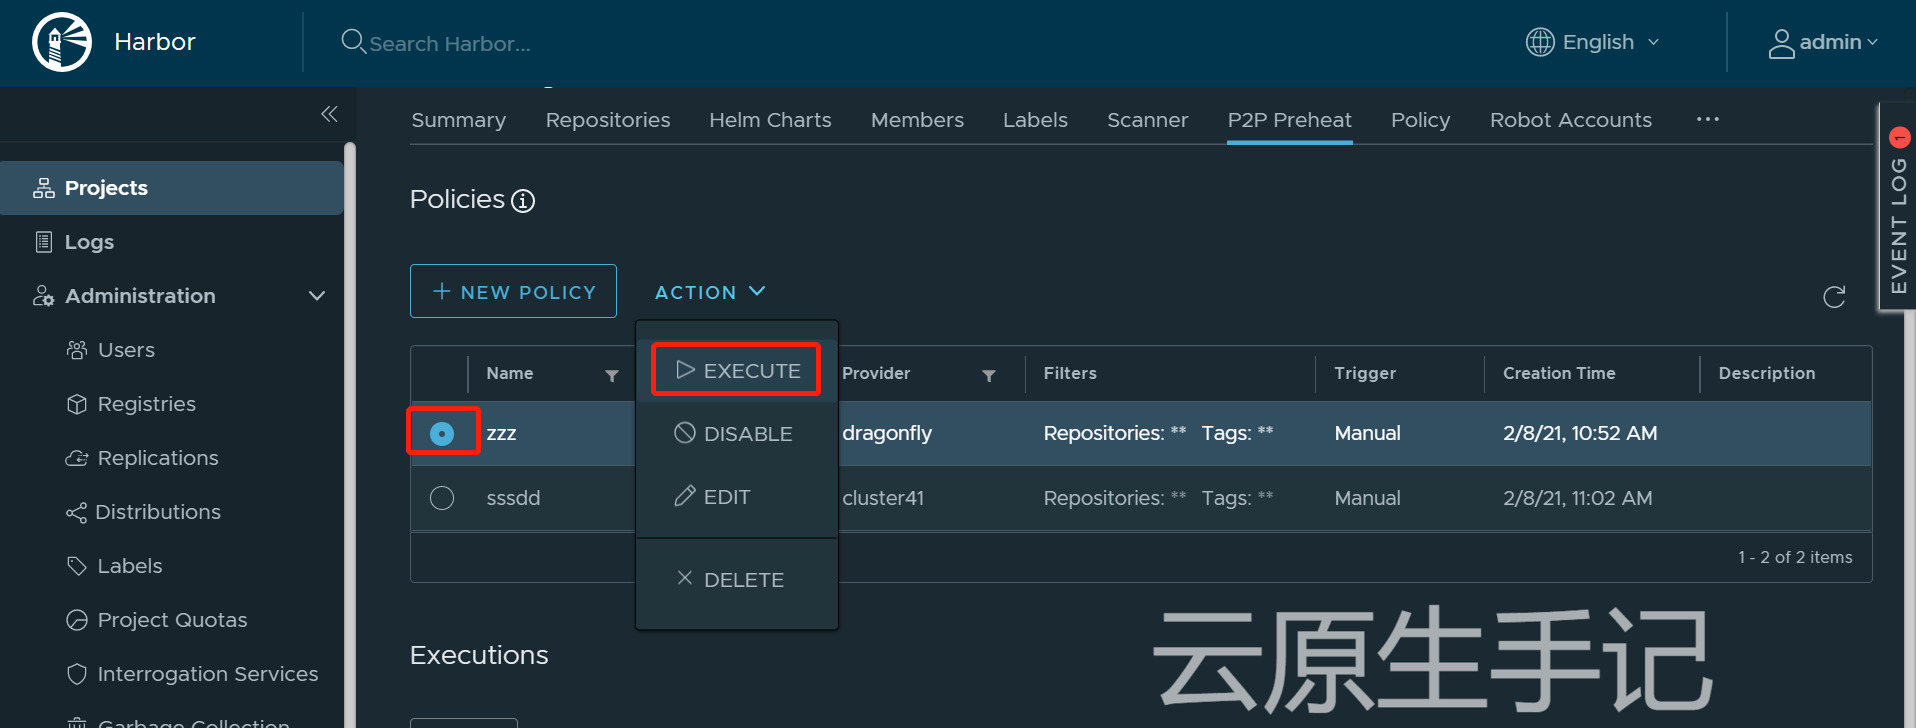 Harbor
Search Harbor...
English
admin
Summary Repositories Helm Charts Members Labels Scanner P2P Preheat Policy Robot Accounts ...
EVENT LOG 1
Projects
Logs
Administration
Users
Registries
Replications
Distributions
Labels
Project Quotas
Interrogation Services
Garbage Collection
Policies
+ NEW POLICY ACTION
EXECUTE
DISABLE
EDIT
DELETE
Name Provider Filters Trigger Creation Time Description
zzz dragonfly Repositories: ** Tags: ** Manual 2/8/21, 10:52 AM
sssdd cluster41 Repositories: ** Tags: ** Manual 2/8/21, 11:02 AM
1 - 2 of 2 items
Executions
云原生手记